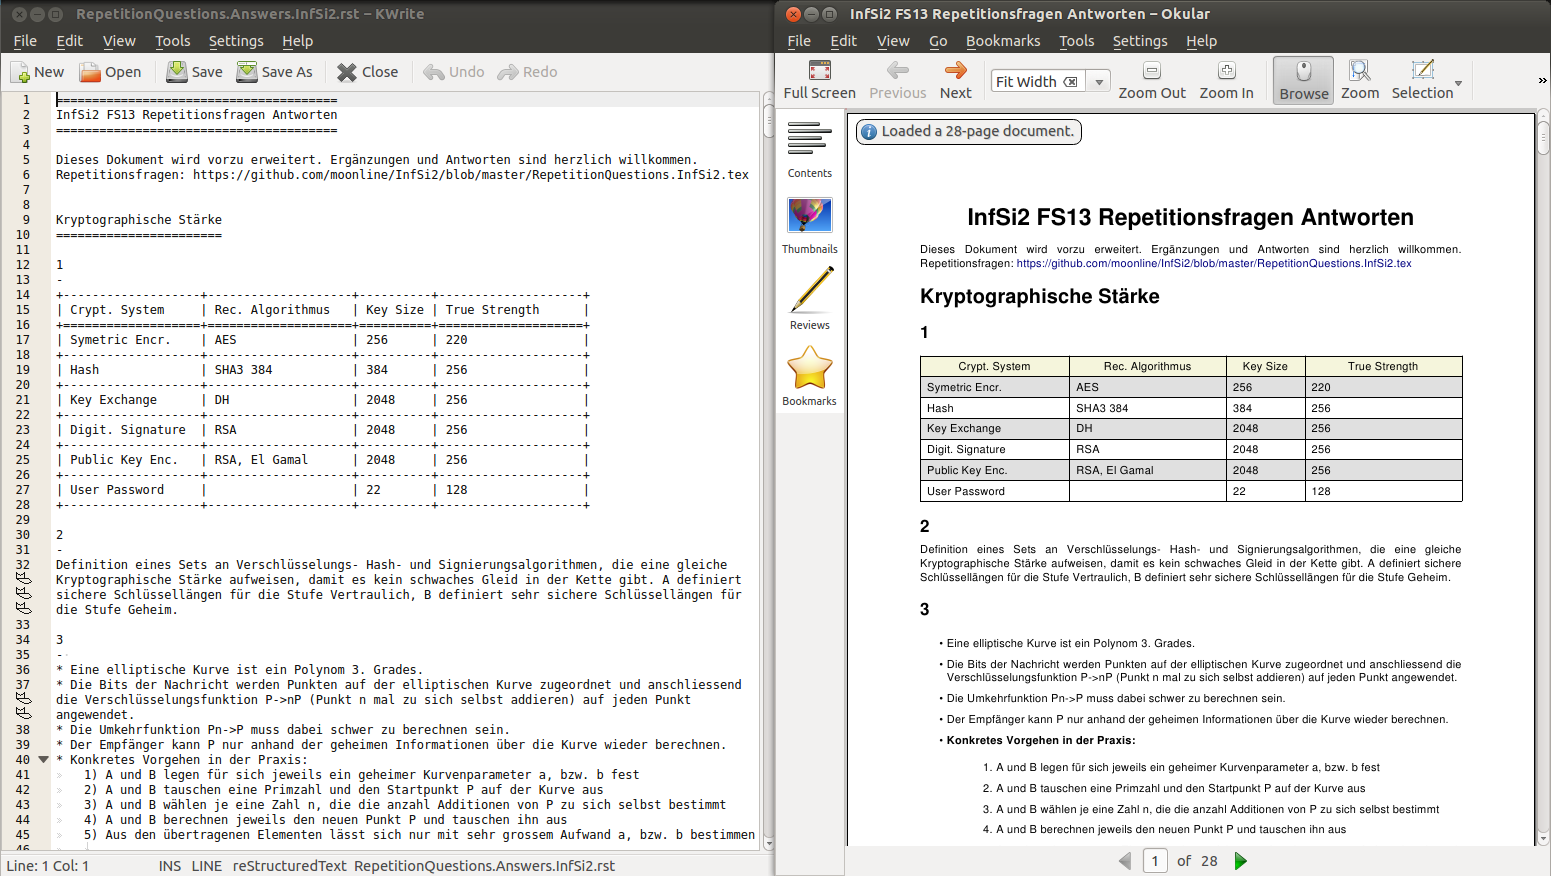 RepetitionQuestions.Answers.InfSi2.rst – KWrite
File Edit View Tools Settings Help
New Open Save Save As Close Undo Redo
1 =======================================
2 InfSi2 FS13 Repetitionsfragen Antworten
3 =======================================
4
5 Dieses Dokument wird vorzu erweitert. Ergänzungen und Antworten sind herzlich willkommen.
6 Repetitionsfragen: https://github.com/moonline/InfSi2/blob/master/RepetitionQuestions.InfSi2.tex
7
8
9 Kryptographische Stärke
10 =======================
11
12 1
13 -
14 +-------------------+--------------------+----------+--------------------+
15 | Crypt. System | Rec. Algorithmus | Key Size | True Strength |
16 +===================+====================+==========+====================+
17 | Symetric Encr. | AES | 256 | 220 |
18 +-------------------+--------------------+----------+--------------------+
19 | Hash | SHA3 384 | 384 | 256 |
20 +-------------------+--------------------+----------+--------------------+
21 | Key Exchange | DH | 2048 | 256 |
22 +-------------------+--------------------+----------+--------------------+
23 | Digit. Signature | RSA | 2048 | 256 |
24 +-------------------+--------------------+----------+--------------------+
25 | Public Key Enc. | RSA, El Gamal | 2048 | 256 |
26 +-------------------+--------------------+----------+--------------------+
27 | User Password | | 22 | 128 |
28 +-------------------+--------------------+----------+--------------------+
29
30 2
31 -
32 Definition eines Sets an Verschlüsselungs- Hash- und Signierungsalgorithmen, die eine gleiche
Kryptographische Stärke aufweisen, damit es kein schwaches Gleid in der Kette gibt. A definiert
sichere Schlüssellängen für die Stufe Vertraulich, B definiert sehr sichere Schlüssellängen für
die Stufe Geheim.
33
34 3
35 -
36 * Eine elliptische Kurve ist ein Polynom 3. Grades.
37 * Die Bits der Nachricht werden Punkten auf der elliptischen Kurve zugeordnet und anschliessend
die Verschlüsselungsfunktion P->nP (Punkt n mal zu sich selbst addieren) auf jeden Punkt
angewendet.
38 * Die Umkehrfunktion Pn->P muss dabei schwer zu berechnen sein.
39 * Der Empfänger kann P nur anhand der geheimen Informationen über die Kurve wieder berechnen.
40 * Konkretes Vorgehen in der Praxis:
41 » 1) A und B legen für sich jeweils ein geheimer Kurvenparameter a, bzw. b fest
42 » 2) A und B tauschen eine Primzahl und den Startpunkt P auf der Kurve aus
43 » 3) A und B wählen je eine Zahl n, die die anzahl Additionen von P zu sich selbst bestimmt
44 » 4) A und B berechnen jeweils den neuen Punkt P und tauschen ihn aus
45 » 5) Aus den übertragenen Elementen lässt sich nur mit sehr grossem Aufwand a, bzw. b bestimmen
46
Line: 1 Col: 1 INS LINE reStructuredText RepetitionQuestions.Answers.InfSi2.rst
InfSi2 FS13 Repetitionsfragen Antworten – Okular
File Edit View Go Bookmarks Tools Settings Help
Full Screen Previous Next Fit Width Zoom Out Zoom In Browse Zoom Selection »
Contents
Thumbnails
Reviews
Bookmarks
Loaded a 28-page document.
InfSi2 FS13 Repetitionsfragen Antworten
Dieses Dokument wird vorzu erweitert. Ergänzungen und Antworten sind herzlich willkommen.
Repetitionsfragen: https://github.com/moonline/InfSi2/blob/master/RepetitionQuestions.InfSi2.tex
Kryptographische Stärke
1
Crypt. System Rec. Algorithmus Key Size True Strength
Symetric Encr. AES 256 220
Hash SHA3 384 384 256
Key Exchange DH 2048 256
Digit. Signature RSA 2048 256
Public Key Enc. RSA, El Gamal 2048 256
User Password 22 128
2
Definition eines Sets an Verschlüsselungs- Hash- und Signierungsalgorithmen, die eine gleiche
Kryptographische Stärke aufweisen, damit es kein schwaches Gleid in der Kette gibt. A definiert sichere
Schlüssellängen für die Stufe Vertraulich, B definiert sehr sichere Schlüssellängen für die Stufe Geheim.
3
• Eine elliptische Kurve ist ein Polynom 3. Grades.
• Die Bits der Nachricht werden Punkten auf der elliptischen Kurve zugeordnet und anschliessend die
Verschlüsselungsfunktion P->nP (Punkt n mal zu sich selbst addieren) auf jeden Punkt angewendet.
• Die Umkehrfunktion Pn->P muss dabei schwer zu berechnen sein.
• Der Empfänger kann P nur anhand der geheimen Informationen über die Kurve wieder berechnen.
• Konkretes Vorgehen in der Praxis:
1. A und B legen für sich jeweils ein geheimer Kurvenparameter a, bzw. b fest
2. A und B tauschen eine Primzahl und den Startpunkt P auf der Kurve aus
3. A und B wählen je eine Zahl n, die die anzahl Additionen von P zu sich selbst bestimmt
4. A und B berechnen jeweils den neuen Punkt P und tauschen ihn aus
1 of 28